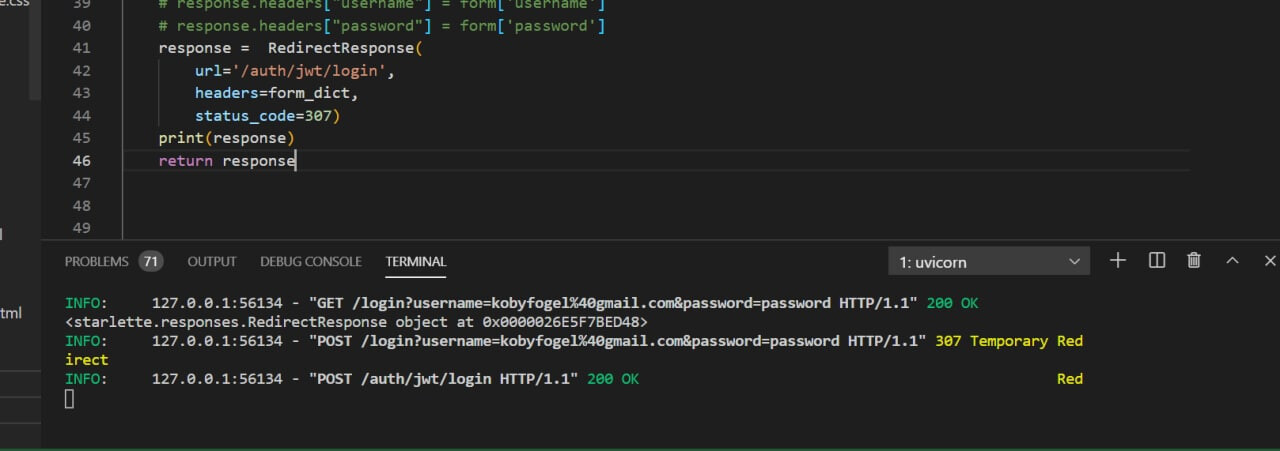 e.css
39 # response.headers["username"] = form['username']
40 # response.headers["password"] = form['password']
41 response =  RedirectResponse(
42 url='/auth/jwt/login',
43 headers=form_dict,
44 status_code=307)
45 print(response)
46 return response
47
48
49
l
tml
PROBLEMS 71 OUTPUT DEBUG CONSOLE TERMINAL 1: uvicorn
INFO: 127.0.0.1:56134 - "GET /login?username=kobyfogel%40gmail.com&password=password HTTP/1.1" 200 OK
<starlette.responses.RedirectResponse object at 0x0000026E5F7BED48>
INFO: 127.0.0.1:56134 - "POST /login?username=kobyfogel%40gmail.com&password=password HTTP/1.1" 307 Temporary Red
irect
INFO: 127.0.0.1:56134 - "POST /auth/jwt/login HTTP/1.1" 200 OK Red